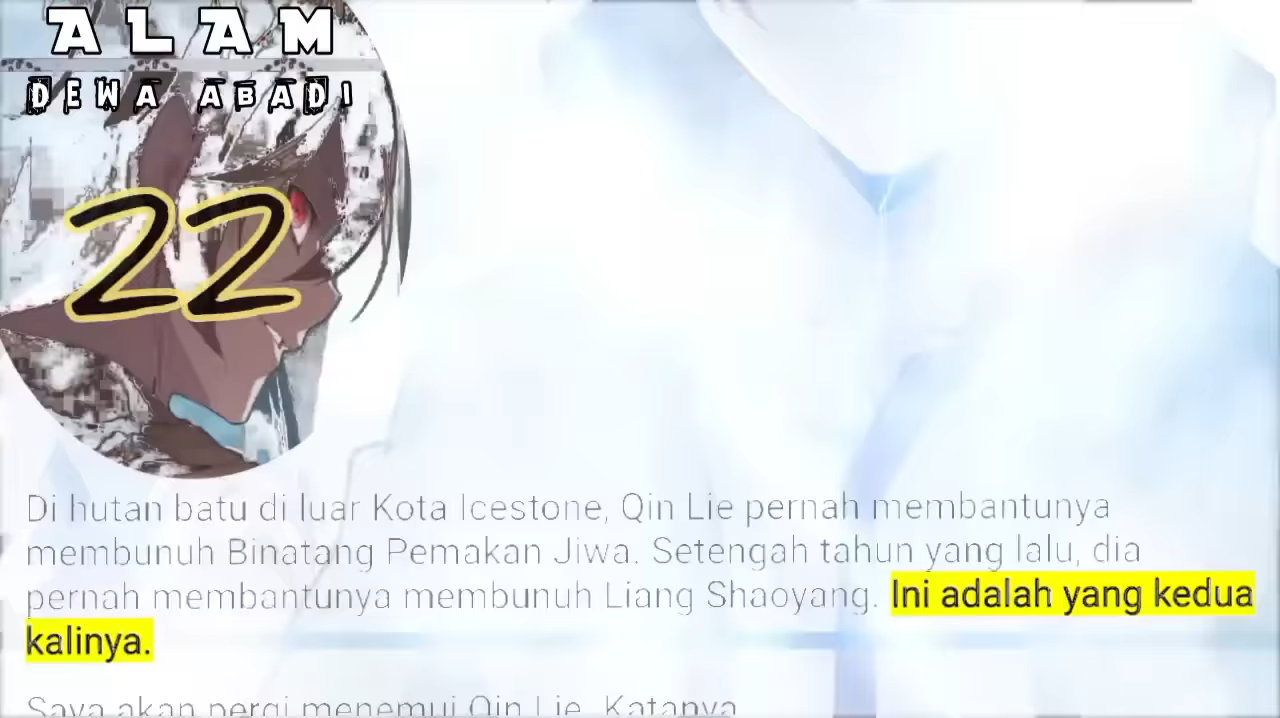 ALAM
DEWA ABADI
22
Di hutan batu di luar Kota Icestone, Qin Lie pernah membantunya
membunuh Binatang Pemakan Jiwa. Setengah tahun yang lalu, dia
pernah membantunya membunuh Liang Shaoyang. Ini adalah yang kedua
kalinya.
Saya akan pergi menemui Qin Lie. Katanya